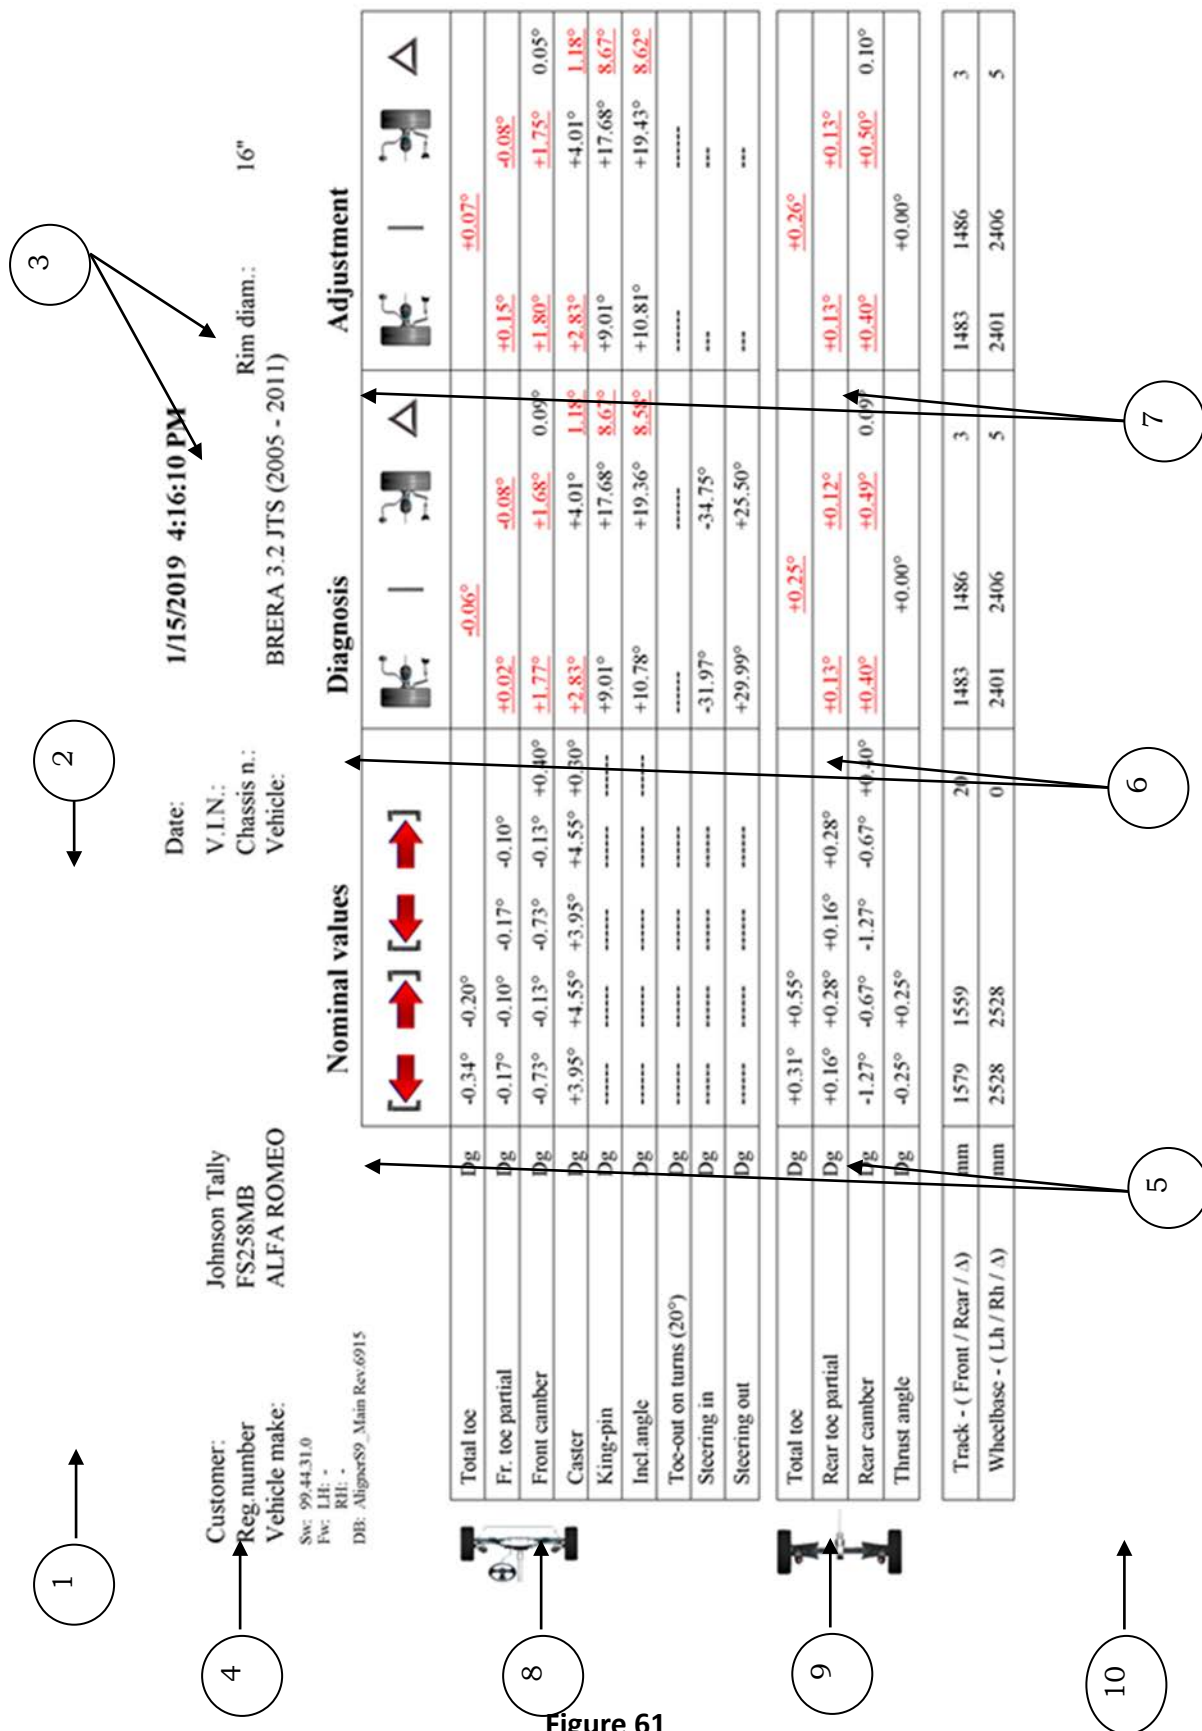 1
2
3
4
Date: 1/15/2019 4:16:10 PM
Customer: Johnson Tally V.I.N.:
Reg.number FS258MB Chassis n.: Rim diam.: 16"
Vehicle make: ALFA ROMEO Vehicle: BRERA 3.2 JTS (2005 - 2011)
Sw: 99.44.31.0
Fw: LH: -
RH: -
DB: AlignerS9_Main Rev.6915
Nominal values Diagnosis Adjustment
Total toe Dg -0.34° -0.20° -0.06° +0.07°
Fr. toe partial Dg -0.17° -0.10° -0.17° -0.10° +0.02° -0.08° +0.15° -0.08°
Front camber Dg -0.73° -0.13° -0.73° -0.13° +0.40° +1.77° +1.68° 0.09° +1.80° +1.75° 0.05°
Caster Dg +3.95° +4.55° +3.95° +4.55° +0.30° +2.83° +4.01° 1.18° +2.83° +4.01° 1.18°
King-pin Dg ------ ------ ------ ------ ------ +9.01° +17.68° 8.67° +9.01° +17.68° 8.67°
Incl.angle Dg ------ ------ ------ ------ ------ +10.78° +19.36° 8.58° +10.81° +19.43° 8.62°
Toe-out on turns (20°) Dg ------ ------ ------ ------ ------ ------ ------ ------
Steering in Dg ------ ------ ------ ------ -31.97° -34.75° --- ---
Steering out Dg ------ ------ ------ ------ +29.99° +25.50° --- ---
Total toe Dg +0.31° +0.55° +0.25° +0.26°
Rear toe partial Dg +0.16° +0.28° +0.16° +0.28° +0.13° +0.12° +0.13° +0.13°
Rear camber Dg -1.27° -0.67° -1.27° -0.67° +0.40° +0.40° +0.49° 0.09° +0.40° +0.50° 0.10°
Thrust angle Dg -0.25° +0.25° +0.00° +0.00°
Track - ( Front / Rear / Δ) mm 1579 1559 20 1483 1486 3 1483 1486 3
Wheelbase - ( Lh / Rh / Δ) mm 2528 2528 0 2401 2406 5 2401 2406 5
8
9
10
5
6
7
Figure 61